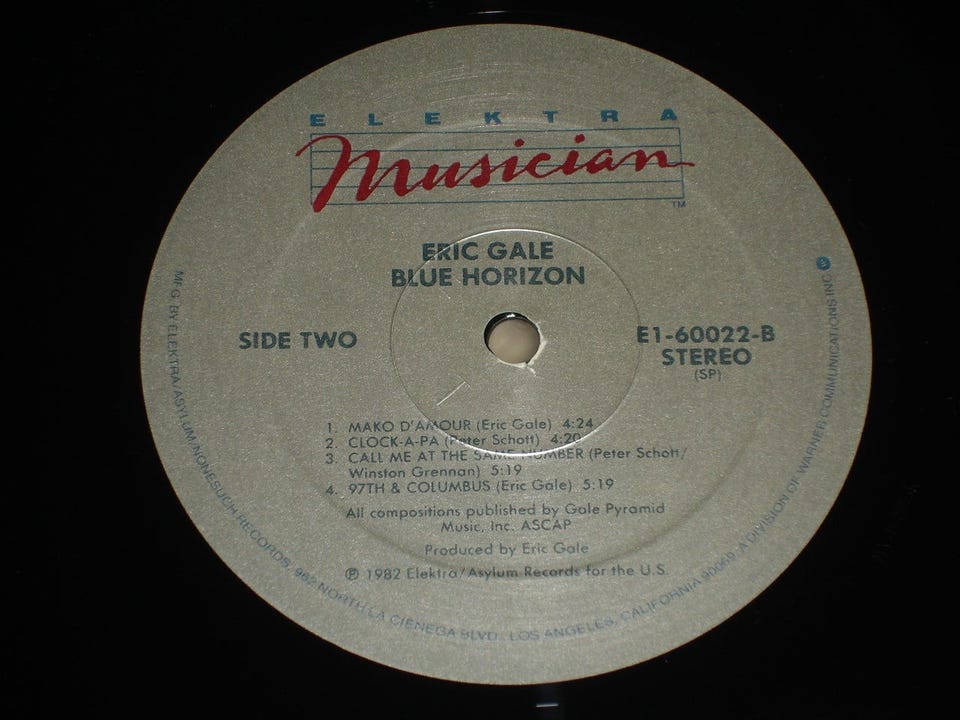 ELEKTRA
Musician
TM
ERIC GALE
BLUE HORIZON
SIDE TWO
E1-60022-B
STEREO
(SP)
1. MAKO D'AMOUR (Eric Gale) 4:24
2. CLOCK-A-PA (Peter Schott) 4:20
3. CALL ME AT THE SAME NUMBER (Peter Schott/
Winston Grennan) 5:19
4. 97TH & COLUMBUS (Eric Gale) 5:19
All compositions published by Gale Pyramid
Music, Inc. ASCAP
Produced by Eric Gale
℗ 1982 Elektra/Asylum Records for the U.S.
MFG. BY ELEKTRA/ASYLUM/NONESUCH RECORDS, 962 NORTH LA CIENEGA BLVD., LOS ANGELES, CALIFORNIA 90069, A DIVISION OF WARNER COMMUNICATIONS INC.